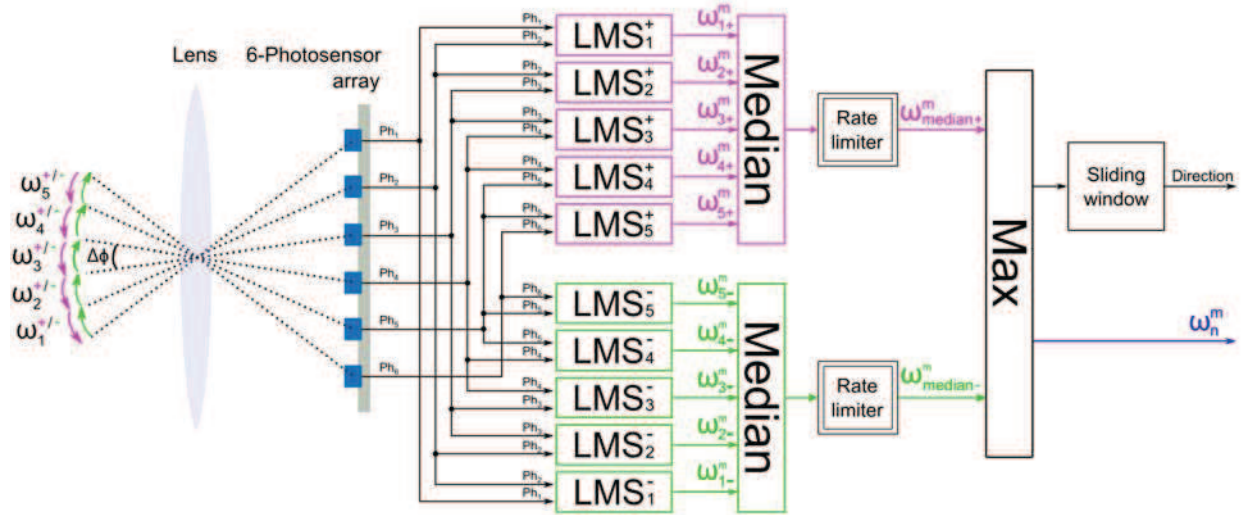 Lens
6-Photosensor
array
ω₅⁺/⁻
ω₄⁺/⁻
ω₃⁺/⁻
ω₂⁺/⁻
ω₁⁺/⁻
Δϕ
Ph₁
Ph₂
Ph₃
Ph₄
Ph₅
Ph₆
Ph₁
Ph₂
LMS₁⁺
ω₁₊ᵐ
Ph₂
Ph₃
LMS₂⁺
ω₂₊ᵐ
Ph₃
Ph₄
LMS₃⁺
ω₃₊ᵐ
Ph₄
Ph₅
LMS₄⁺
ω₄₊ᵐ
Ph₅
Ph₆
LMS₅⁺
ω₅₊ᵐ
Median
Rate
limiter
ωᵐmedian+
Ph₆
Ph₅
LMS₅⁻
ω₅₋ᵐ
Ph₅
Ph₄
LMS₄⁻
ω₄₋ᵐ
Ph₄
Ph₃
LMS₃⁻
ω₃₋ᵐ
Ph₃
Ph₂
LMS₂⁻
ω₂₋ᵐ
Ph₂
Ph₁
LMS₁⁻
ω₁₋ᵐ
Median
Rate
limiter
ωᵐmedian-
Max
Sliding
window
Direction
ωₙᵐ